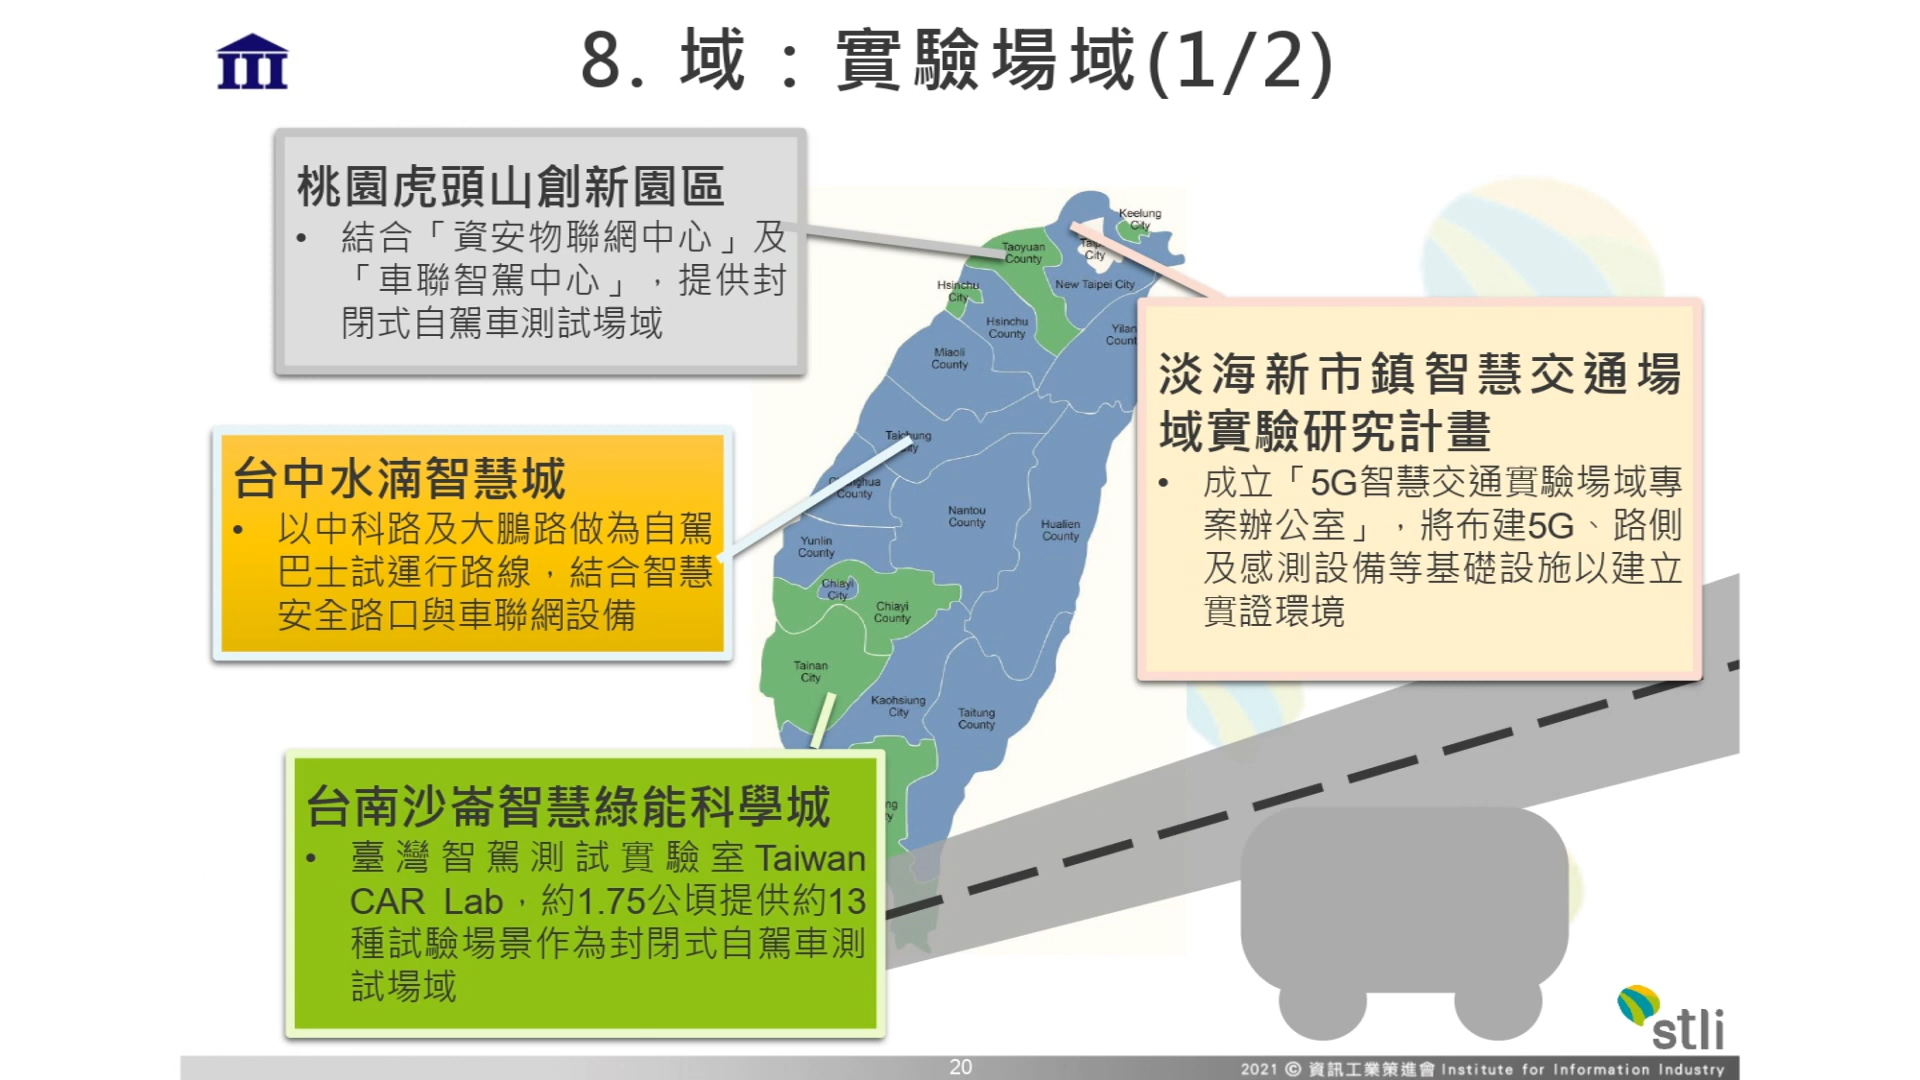 8. 域：實驗場域(1/2)
桃園虎頭山創新園區
• 結合「資安物聯網中心」及
「車聯智駕中心」，提供封
閉式自駕車測試場域
台中水湳智慧城
• 以中科路及大鵬路做為自駕
巴士試運行路線，結合智慧
安全路口與車聯網設備
台南沙崙智慧綠能科學城
• 臺灣智駕測試實驗室Taiwan
CAR Lab，約1.75公頃提供約13
種試驗場景作為封閉式自駕車測
試場域
淡海新市鎮智慧交通場
域實驗研究計畫
• 成立「5G智慧交通實驗場域專
案辦公室」，將布建5G、路側
及感測設備等基礎設施以建立
實證環境
Keelung
City
Taoyuan
County
City
New Taipei City
Hsinchu
City
Hsinchu
County
Miaoli
County
Nantou
County
Hualien
County
County
Yunlin
County
Chiayi
City
Chiayi
County
Tainan
City
Kaohsiung
City
Taitung
County
stli
20
2021 © 資訊工業策進會 Institute for Information Industry